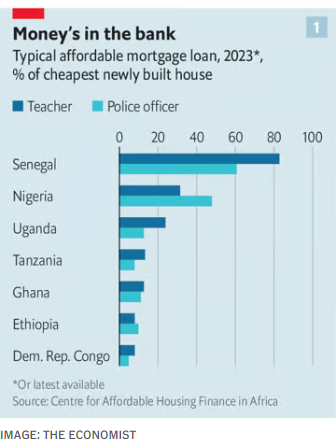 1
Money's in the bank
Typical affordable mortgage loan, 2023*,
% of cheapest newly built house
Teacher Police officer
0 20 40 60 80 100
Senegal
Nigeria
Uganda
Tanzania
Ghana
Ethiopia
Dem. Rep. Congo
*Or latest available
Source: Centre for Affordable Housing Finance in Africa
IMAGE: THE ECONOMIST